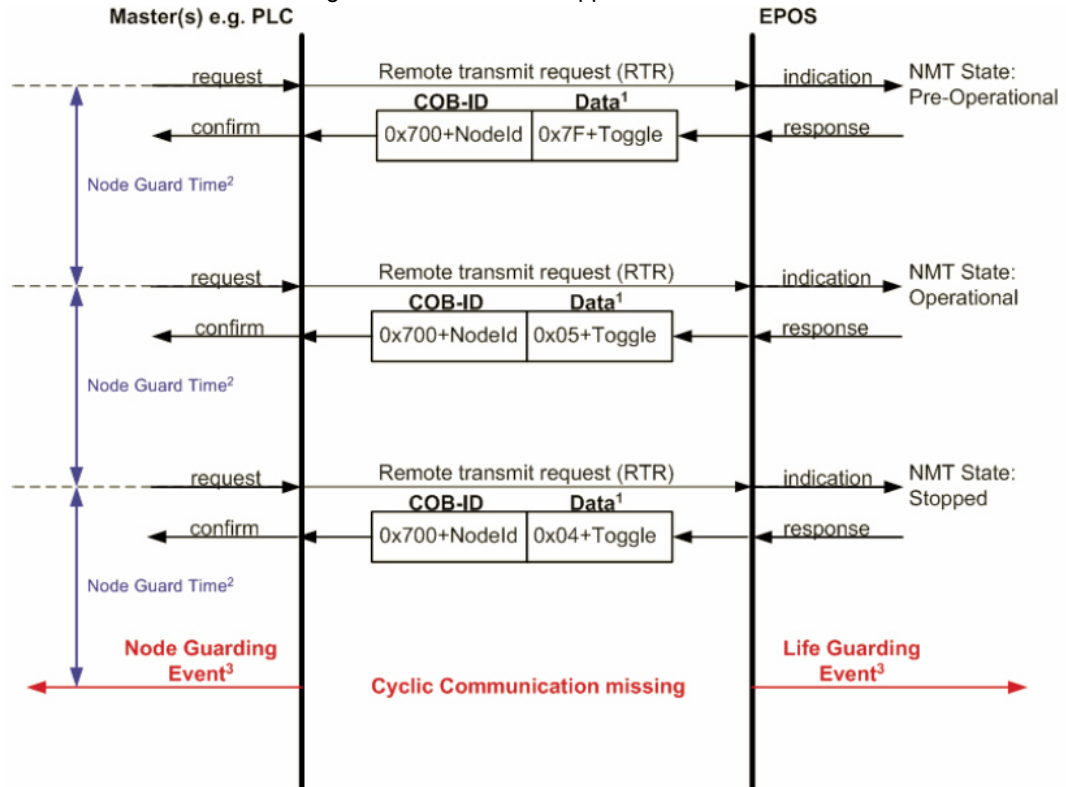 Master(s) e.g. PLC
EPOS
request
Remote transmit request (RTR)
indication
NMT State:
Pre-Operational
COB-ID
Data¹
confirm
0x700+NodeId
0x7F+Toggle
response
Node Guard Time²
request
Remote transmit request (RTR)
indication
NMT State:
Operational
COB-ID
Data¹
confirm
0x700+NodeId
0x05+Toggle
response
Node Guard Time²
request
Remote transmit request (RTR)
indication
NMT State:
Stopped
COB-ID
Data¹
confirm
0x700+NodeId
0x04+Toggle
response
Node Guard Time²
Node Guarding
Event³
Cyclic Communication missing
Life Guarding
Event³